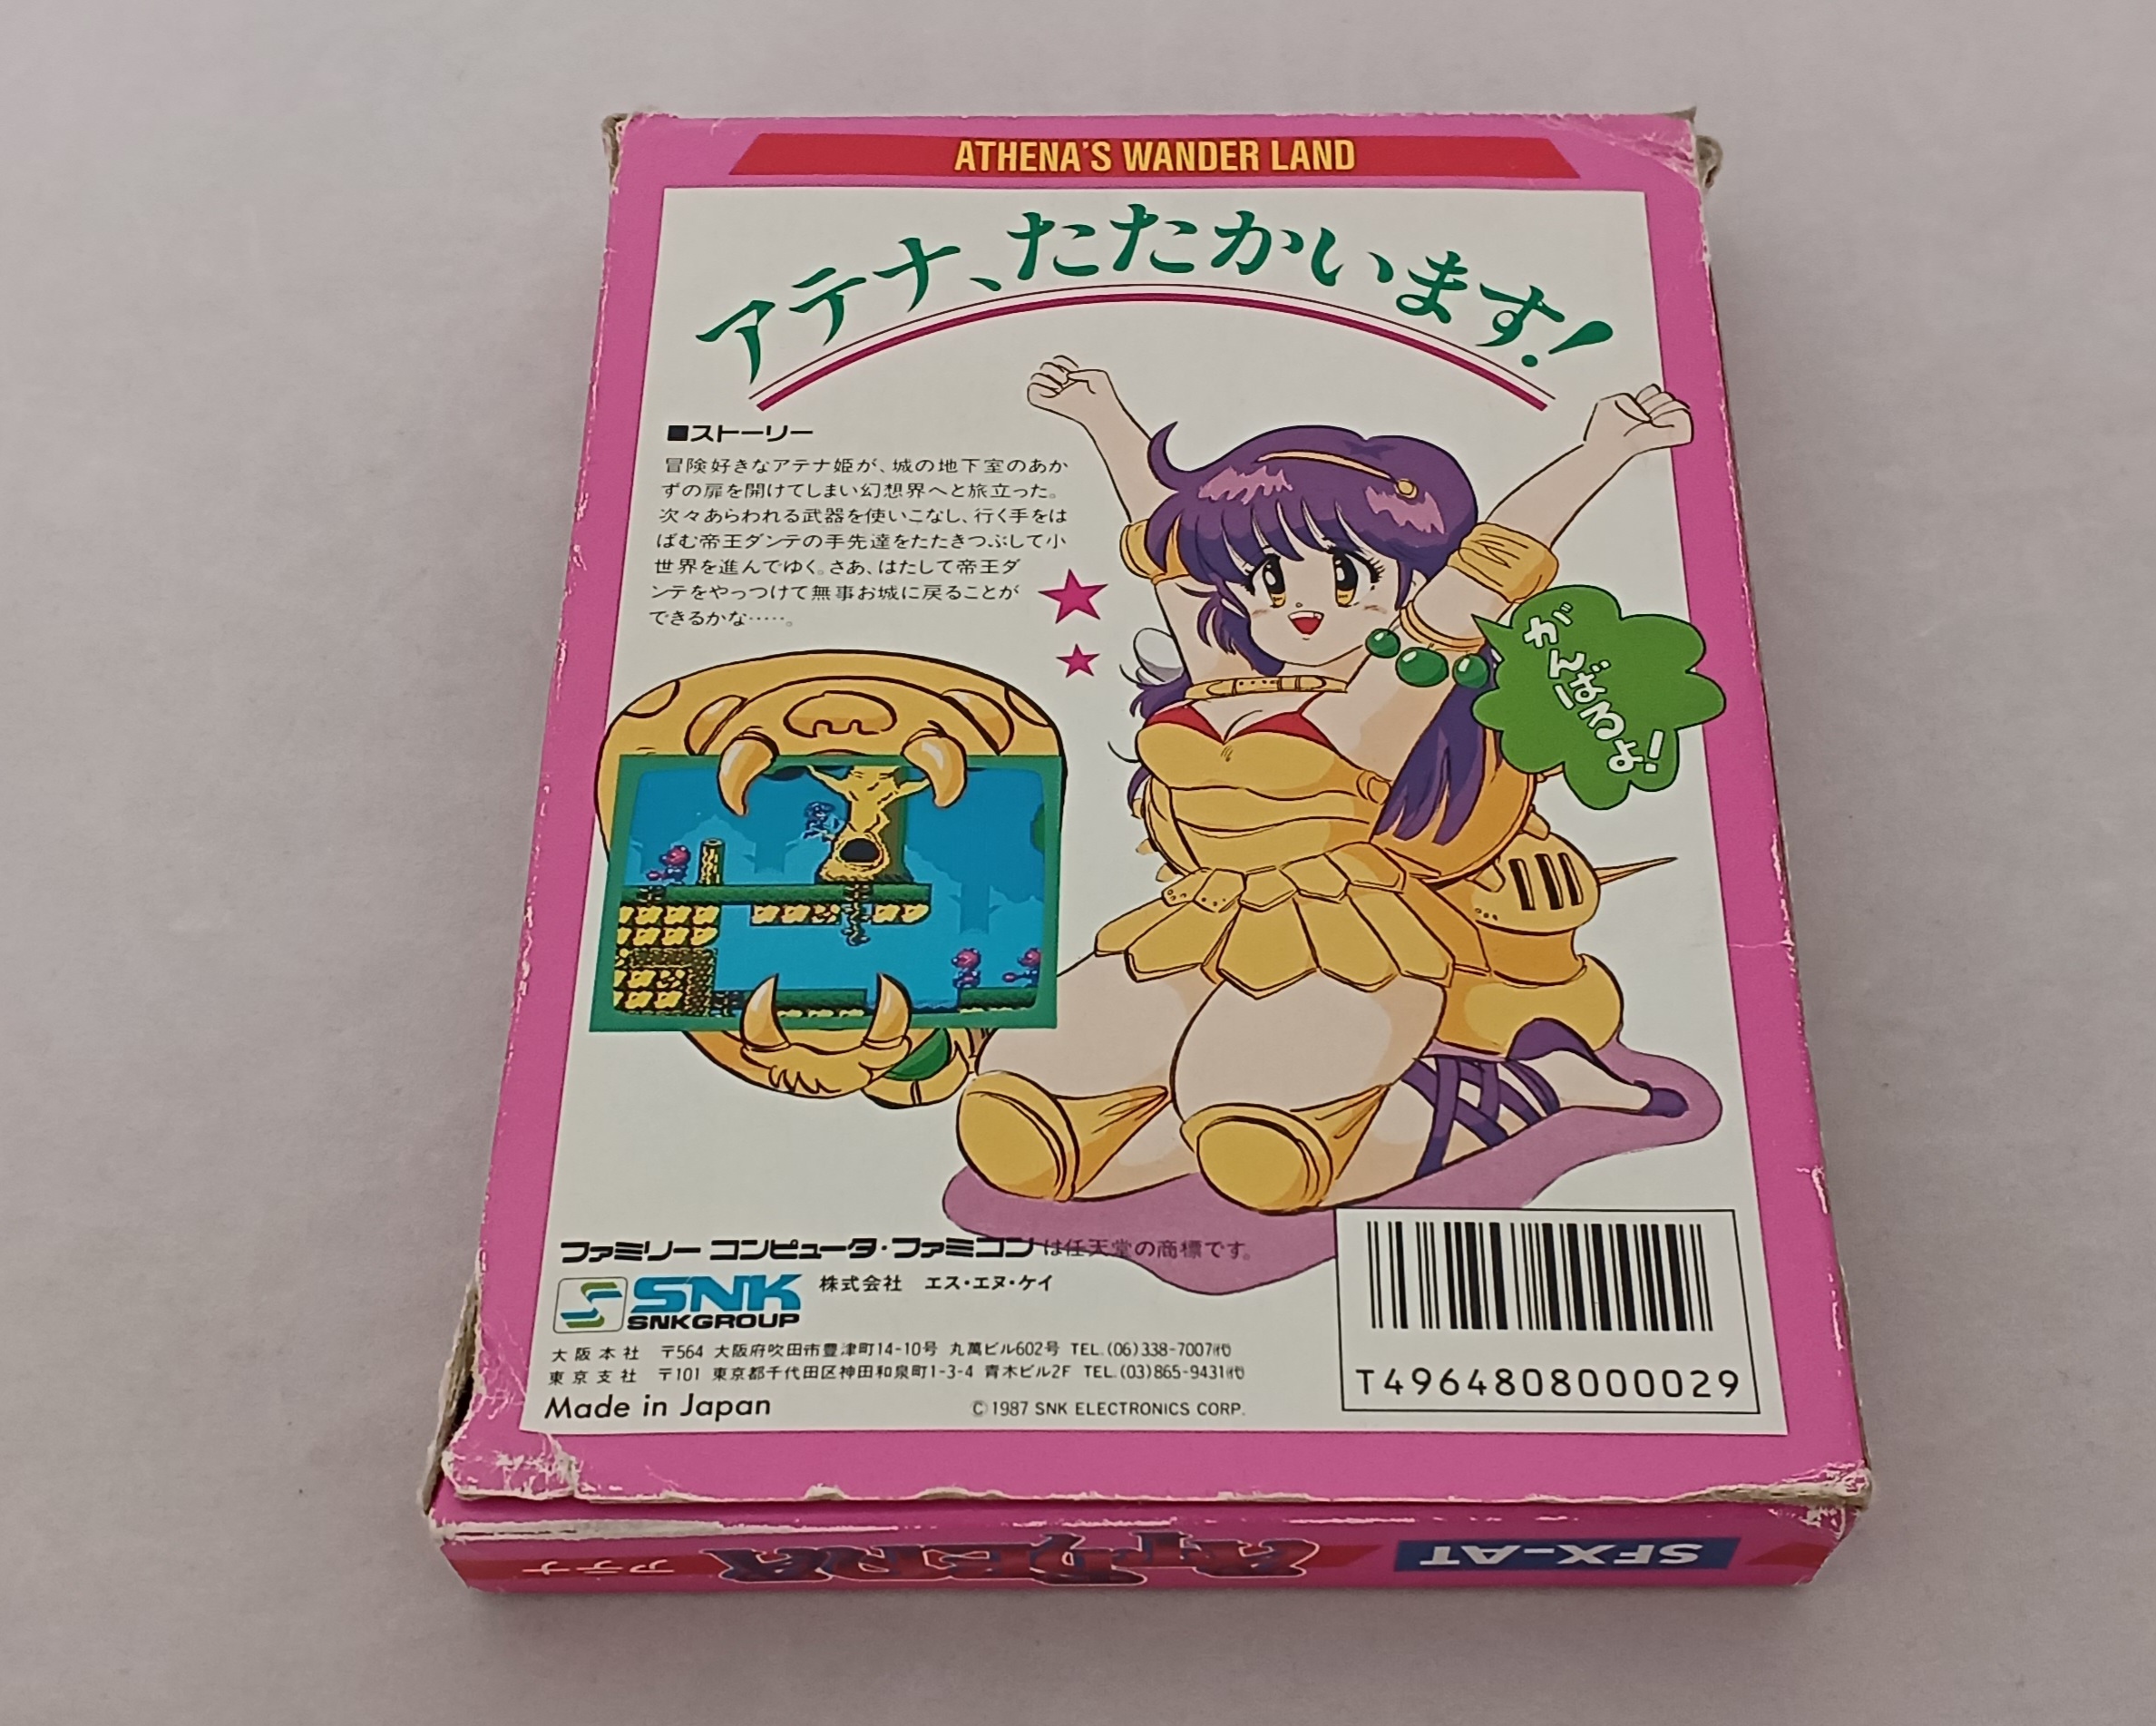 ATHENA'S WANDER LAND
アテナ、たたかいます!
■ストーリー
冒険好きなアテナ姫が、城の地下室のあか
ずの扉を開けてしまい幻想界へと旅立った。
次々あらわれる武器を使いこなし、行く手をは
ばむ帝王ダンテの手先達をたたきつぶして小
世界を進んでゆく。さあ、はたして帝王ダ
ンテをやっつけて無事お城に戻ることが
できるかな……。
がんばるよ!
ファミリーコンピュータ・ファミコンは任天堂の商標です。
SNK 株式会社 エス・エヌ・ケイ
SNKGROUP
大阪本社 〒564 大阪府吹田市豊津町14-10号 丸萬ビル602号 TEL.(06)338-7007㈹
東京支社 〒101 東京都千代田区神田和泉町1-3-4 青木ビル2F TEL.(03)865-9431㈹
Made in Japan
©1987 SNK ELECTRONICS CORP.
T4964808000029
SFX-AT
ATHENA
アテナ